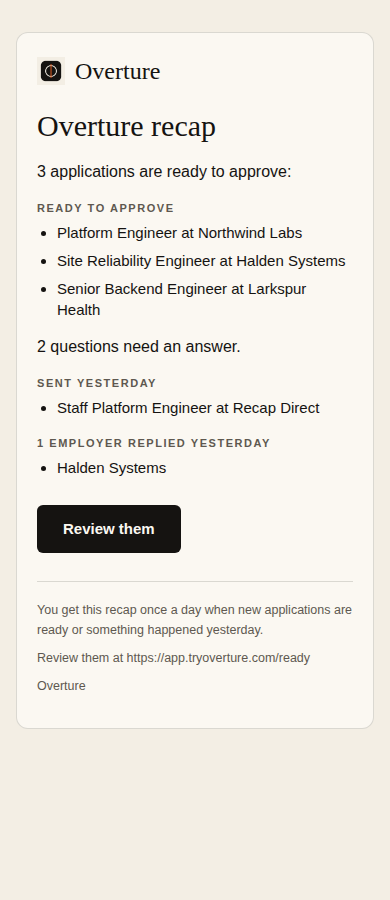 Overture
Overture recap
3 applications are ready to approve:
READY TO APPROVE
Platform Engineer at Northwind Labs
Site Reliability Engineer at Halden Systems
Senior Backend Engineer at Larkspur
Health
2 questions need an answer.
SENT YESTERDAY
Staff Platform Engineer at Recap Direct
1 EMPLOYER REPLIED YESTERDAY
Halden Systems
Review them
You get this recap once a day when new applications are
ready or something happened yesterday.
Review them at https://app.tryoverture.com/ready
Overture